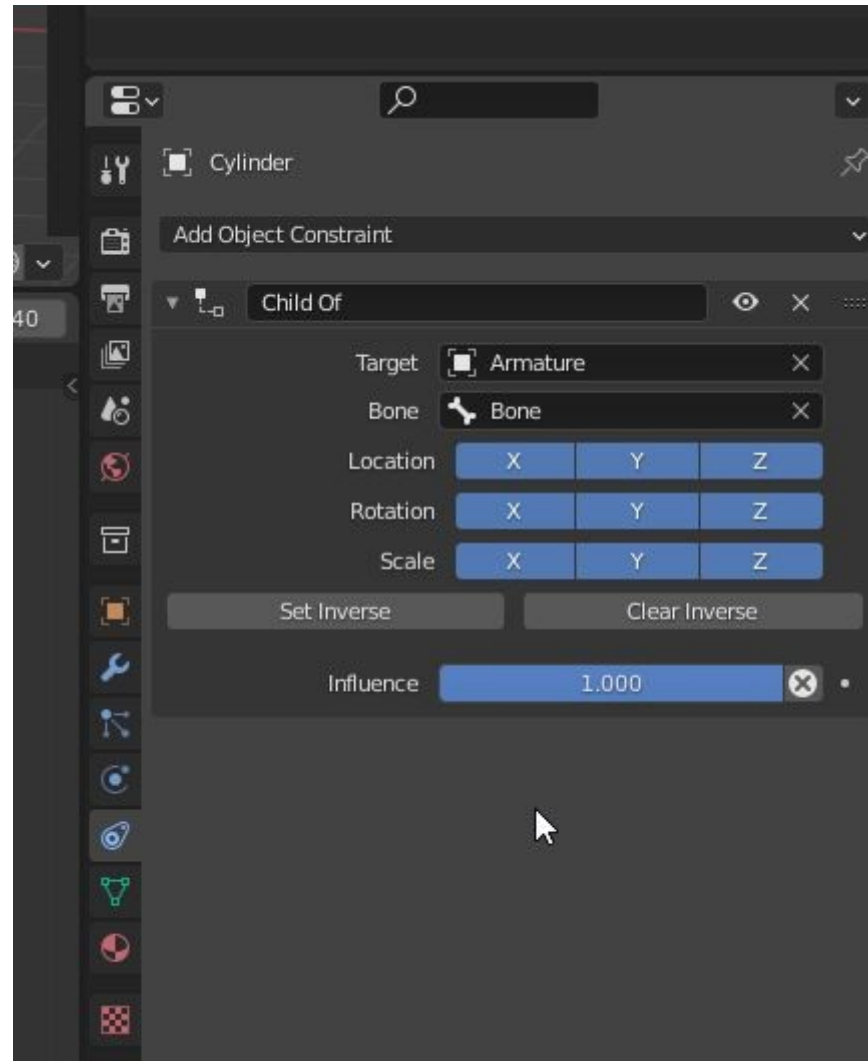 Cylinder
Add Object Constraint
40
Child Of
Target Armature
Bone Bone
Location X Y Z
Rotation X Y Z
Scale X Y Z
Set Inverse Clear Inverse
Influence 1.000